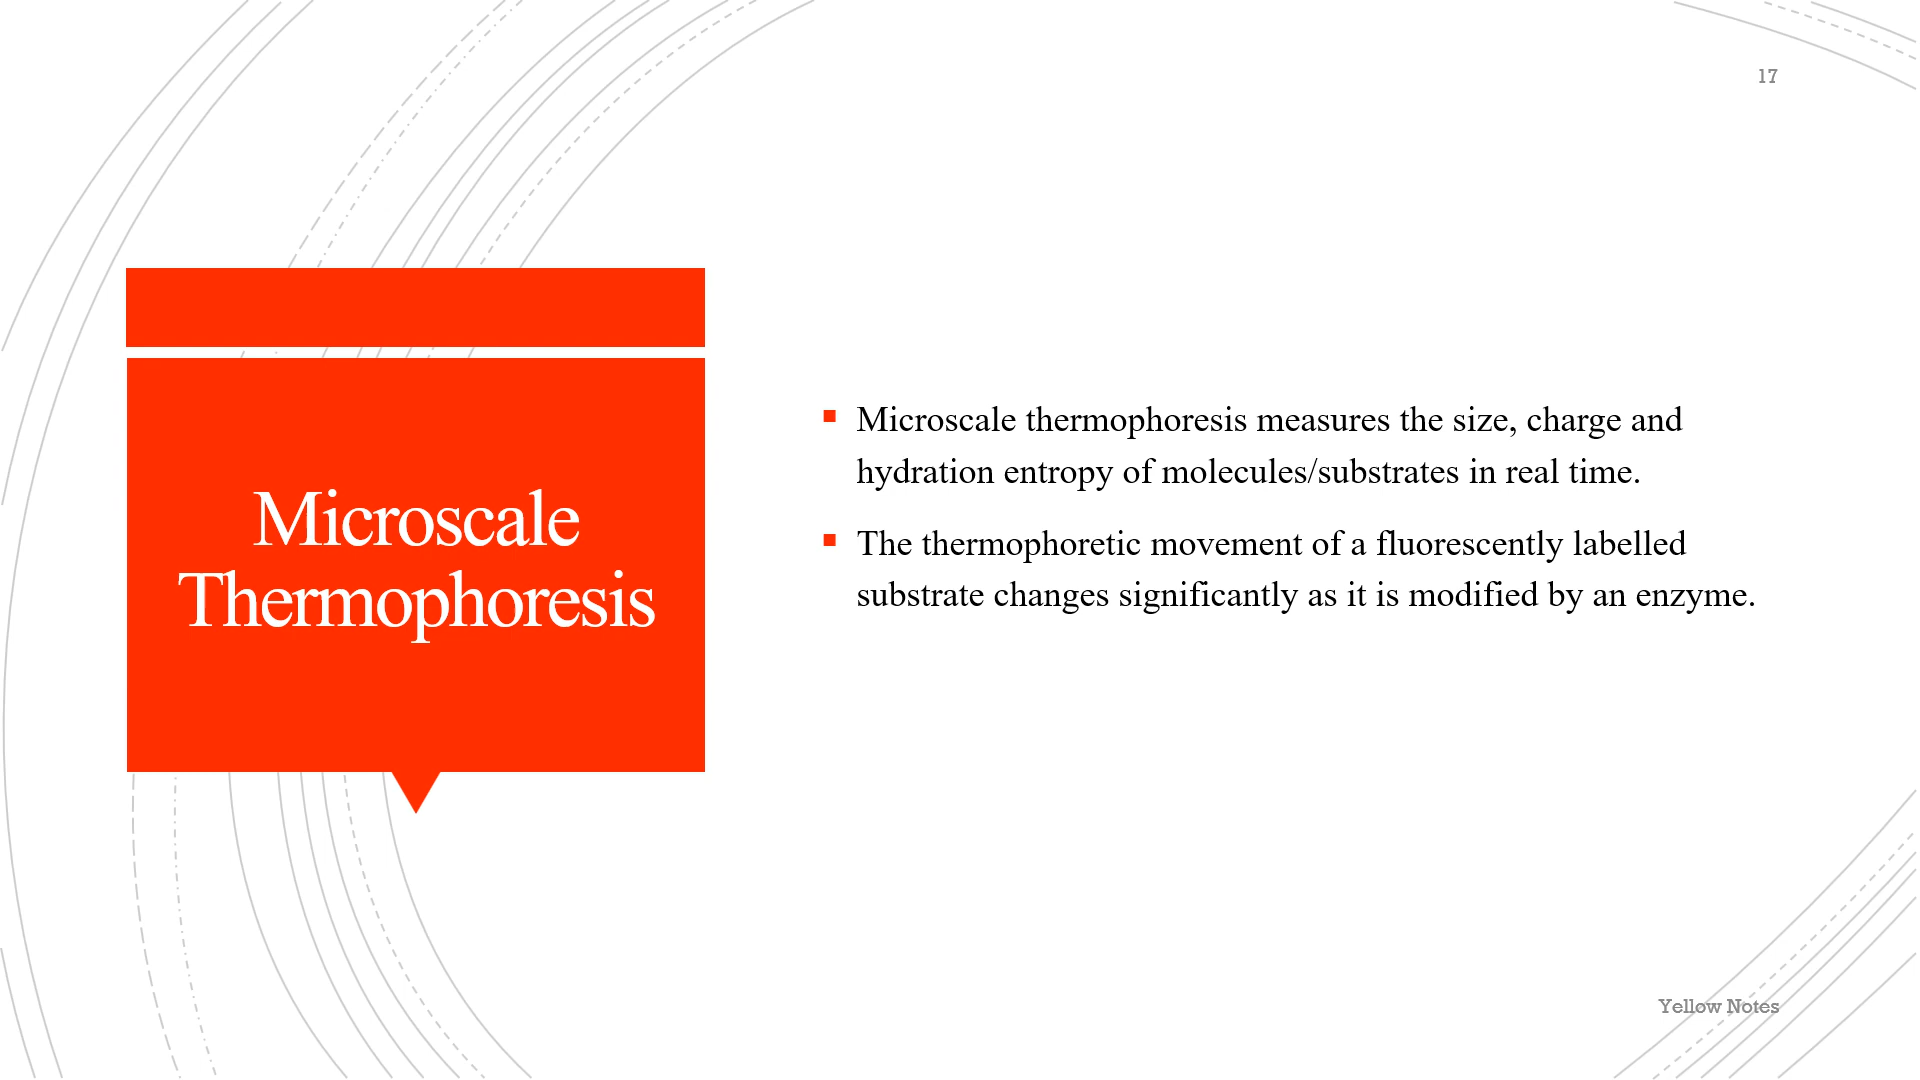 17
Microscale
Thermophoresis
Microscale thermophoresis measures the size, charge and
hydration entropy of molecules/substrates in real time.
The thermophoretic movement of a fluorescently labelled
substrate changes significantly as it is modified by an enzyme.
Yellow Notes